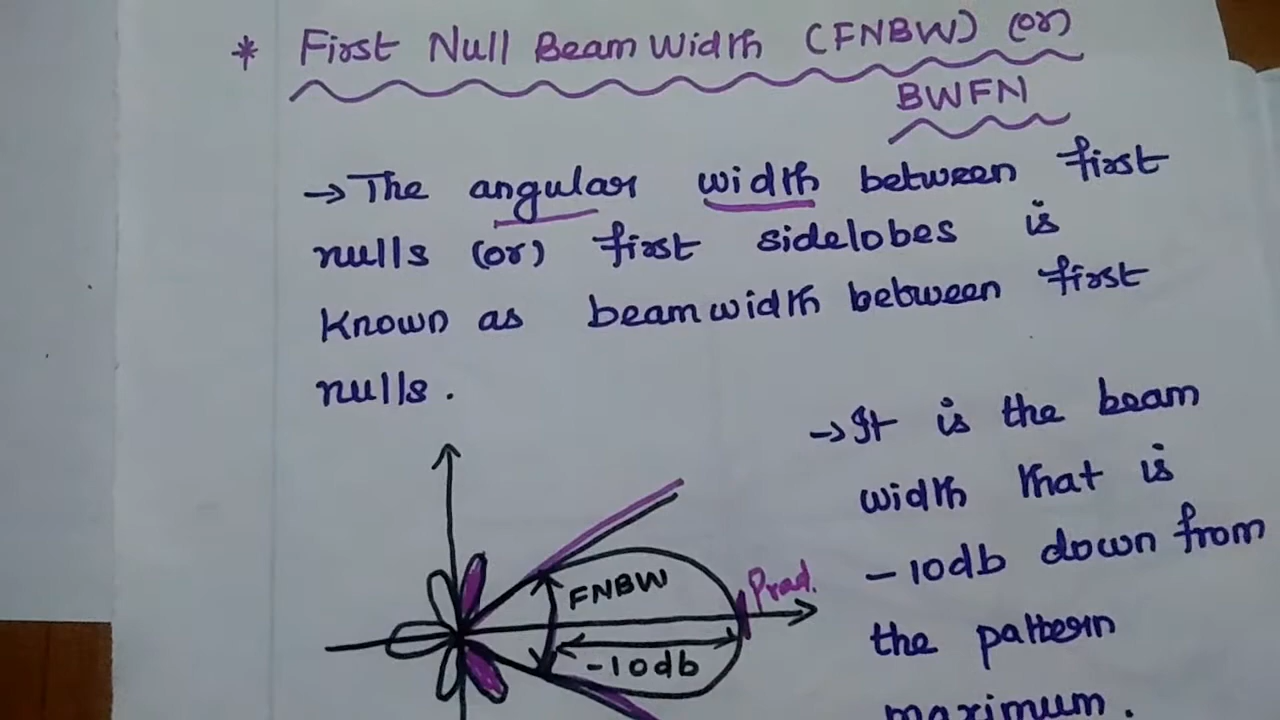 * First Null Beam Width (FNBW) (or)
BWFN
→ The angular width between first
nulls (or) first sidelobes is
known as beamwidth between first
nulls.
→ It is the beam
width that is
-10db down from
the pattern
maximum.
FNBW
Prad.
-10db